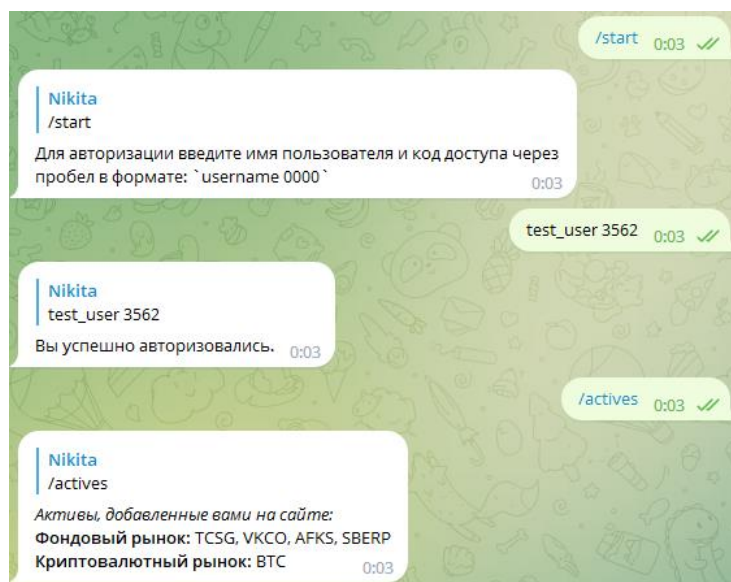 /start 0:03
Nikita
/start
Для авторизации введите имя пользователя и код доступа через
пробел в формате: `username 0000`
0:03
test_user 3562 0:03
Nikita
test_user 3562
Вы успешно авторизовались. 0:03
/actives 0:03
Nikita
/actives
Активы, добавленные вами на сайте:
Фондовый рынок: TCSG, VKCO, AFKS, SBERP
Криптовалютный рынок: BTC 0:03